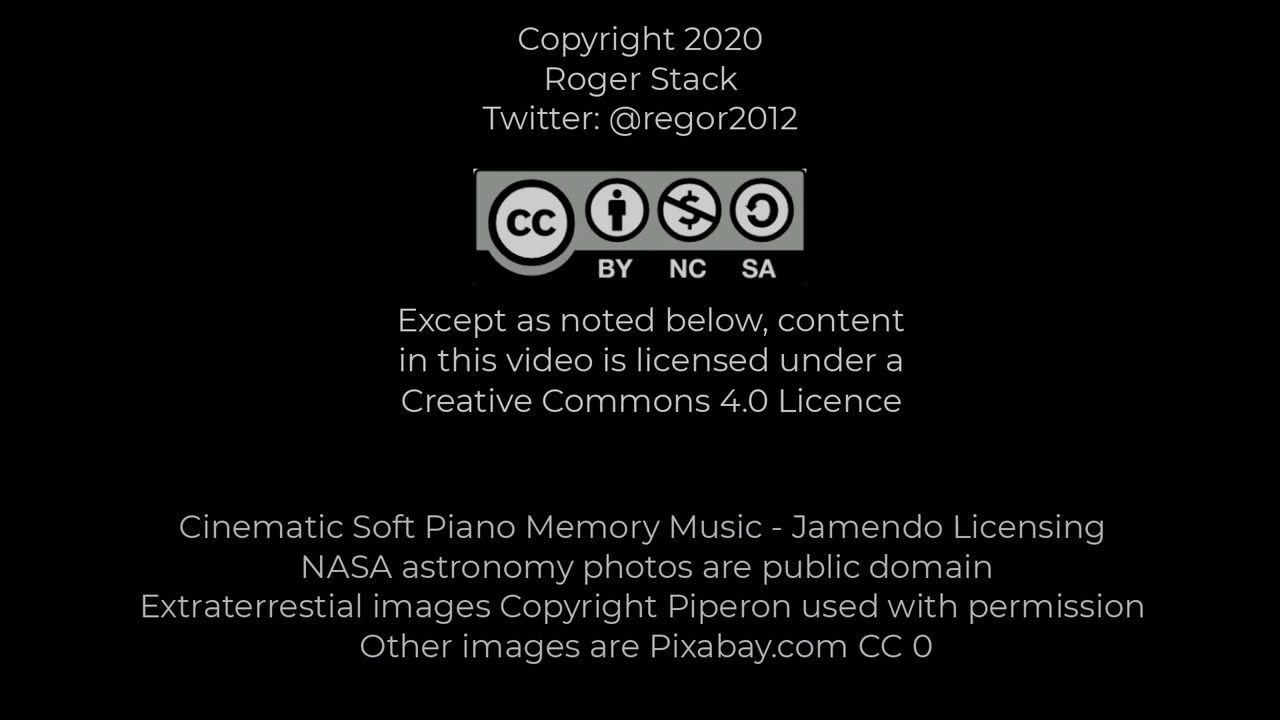 Copyright 2020
Roger Stack
Twitter: @regor2012
CC
BY NC SA
Except as noted below, content
in this video is licensed under a
Creative Commons 4.0 Licence
Cinematic Soft Piano Memory Music - Jamendo Licensing
NASA astronomy photos are public domain
Extraterrestial images Copyright Piperon used with permission
Other images are Pixabay.com CC 0